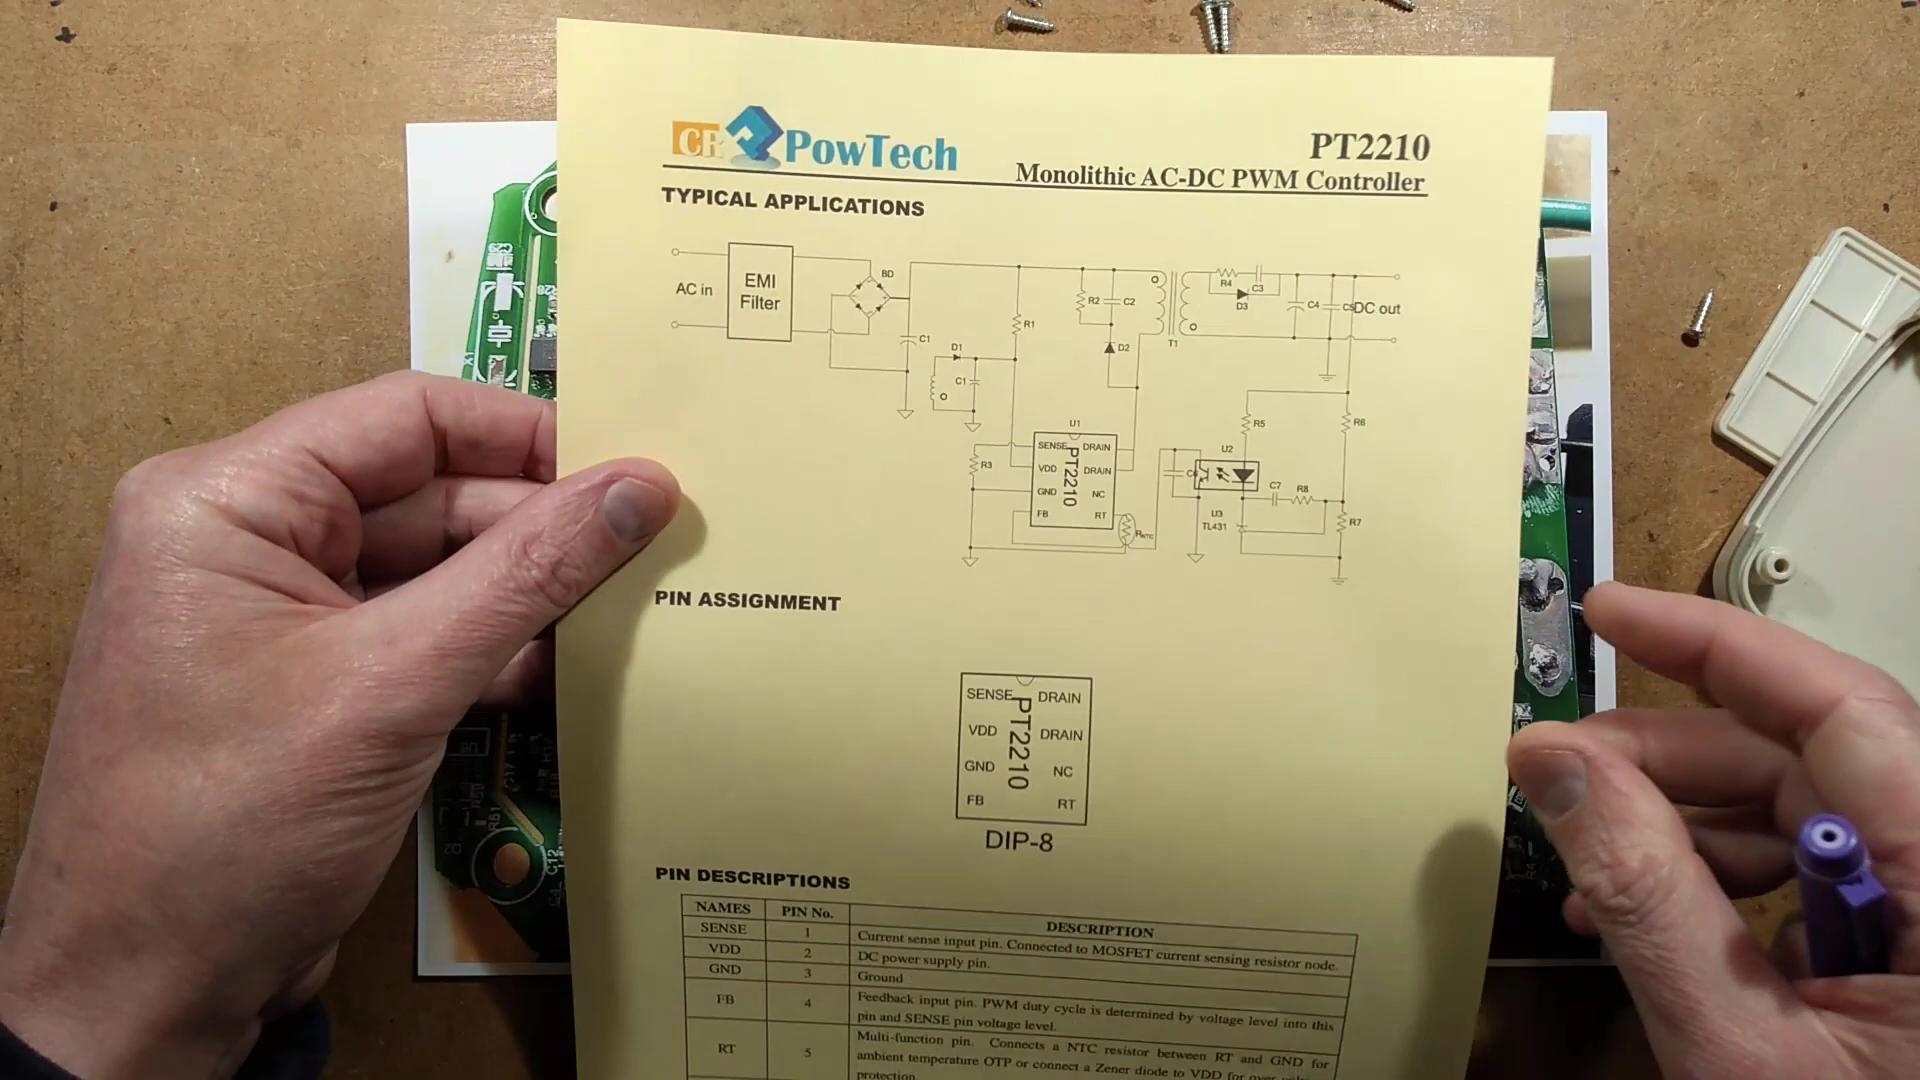 CR PowTech
PT2210
Monolithic AC-DC PWM Controller
TYPICAL APPLICATIONS
AC in
EMI
Filter
BD
C1
D1
C1
R1
R2
C2
D2
T1
R4
C3
D3
C4
C5
DC out
U1
SENSE
VDD
GND
FB
PT2210
DRAIN
DRAIN
NC
RT
R3
RNTC
C6
U2
U3
TL431
R5
C7
R8
R6
R7
PIN ASSIGNMENT
SENSE
VDD
GND
FB
PT2210
DRAIN
DRAIN
NC
RT
DIP-8
PIN DESCRIPTIONS
NAMES PIN No. DESCRIPTION
SENSE 1 Current sense input pin. Connected to MOSFET current sensing resistor node.
VDD 2 DC power supply pin.
GND 3 Ground
FB 4 Feedback input pin. PWM duty cycle is determined by voltage level into this
pin and SENSE pin voltage level.
RT 5 Multi-function pin. Connects a NTC resistor between RT and GND for
ambient temperature OTP or connect a Zener diode to VDD for over
protection
C17
R51
C12